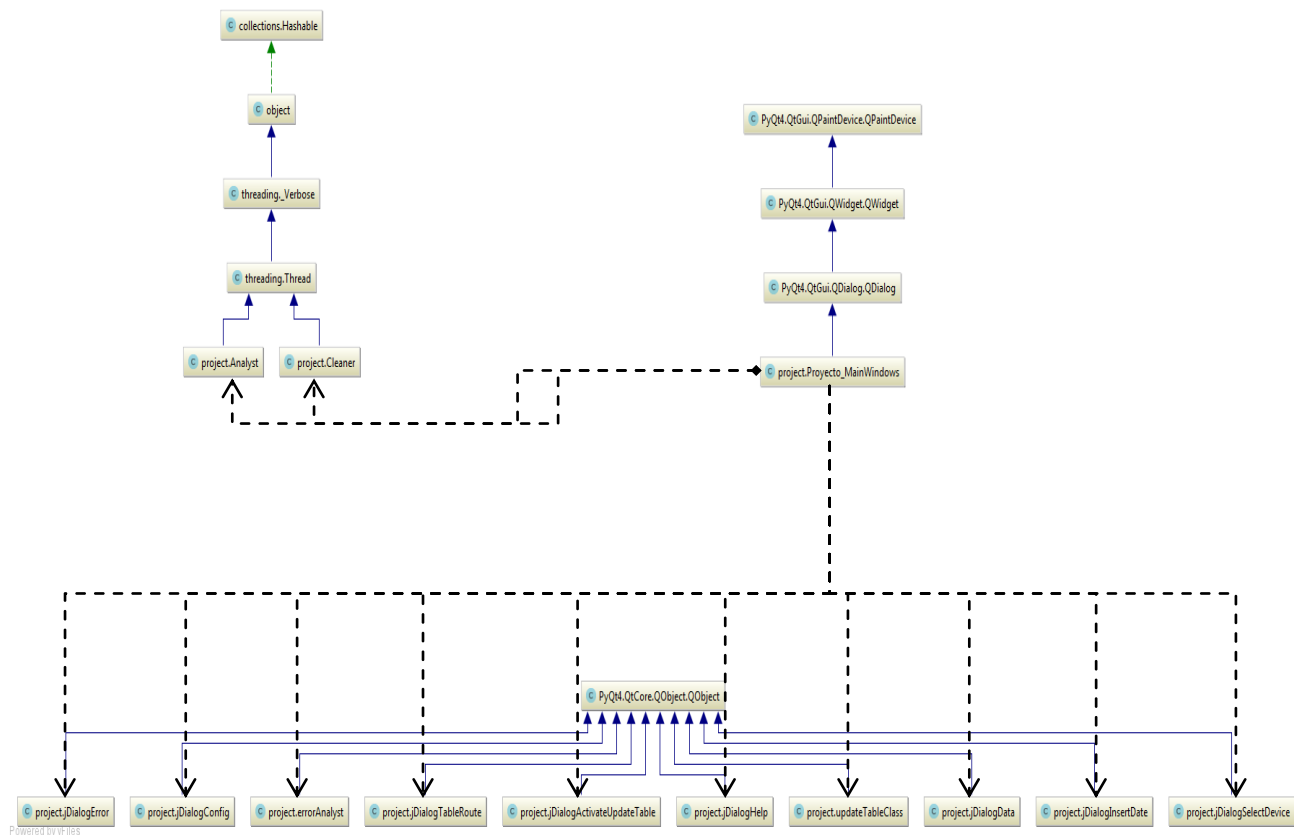 collections.Hashable
object
PyQt4.QtGui.QPaintDevice.QPaintDevice
threading._Verbose
PyQt4.QtGui.QWidget.QWidget
threading.Thread
PyQt4.QtGui.QDialog.QDialog
project.Analyst
project.Cleaner
project.Proyecto_MainWindows
PyQt4.QtCore.QObject.QObject
project.jDialogError
project.jDialogConfig
project.errorAnalyst
project.jDialogTableRoute
project.jDialogActivateUpdateTable
project.jDialogHelp
project.updateTableClass
project.jDialogData
project.jDialogInsertDate
project.jDialogSelectDevice
Powered by yFiles